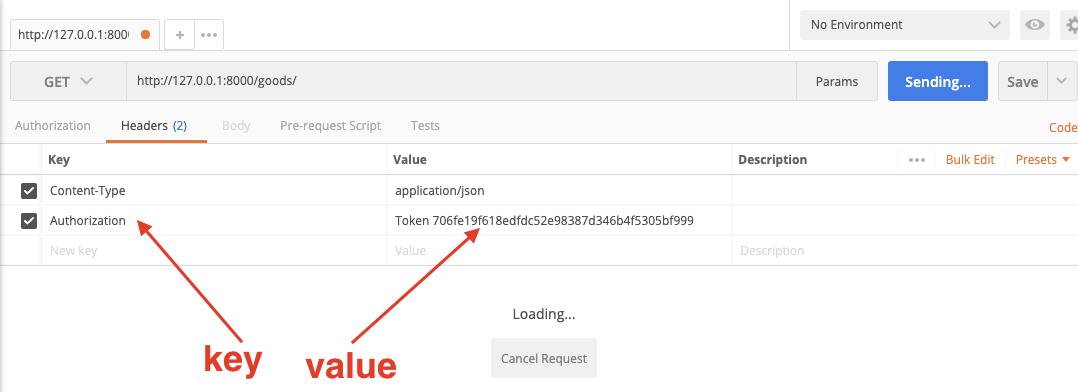 No Environment
http://127.0.0.1:800
GET http://127.0.0.1:8000/goods/ Params Sending... Save
Authorization Headers (2) Body Pre-request Script Tests Code
Key Value Description Bulk Edit Presets
Content-Type application/json
Authorization Token 706fe19f618edfdc52e98387d346b4f5305bf999
New key Value Description
Loading...
key value
Cancel Request